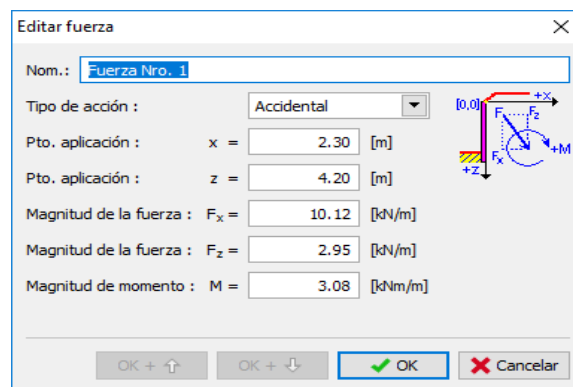 Editar fuerza
Nom.: Fuerza Nro. 1
Tipo de acción : Accidental
Pto. aplicación : x = 2.30 [m]
Pto. aplicación : z = 4.20 [m]
Magnitud de la fuerza : Fx = 10.12 [kN/m]
Magnitud de la fuerza : Fz = 2.95 [kN/m]
Magnitud de momento : M = 3.08 [kNm/m]
[0,0] +X
F Fz
Fx +M
+Z
OK + OK + OK Cancelar